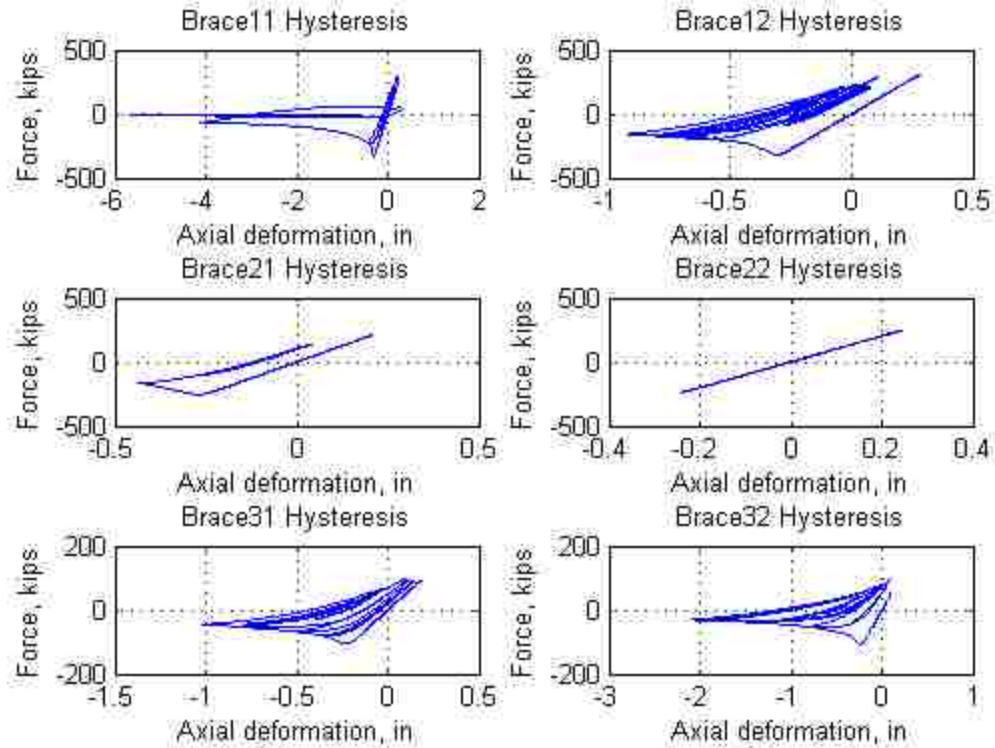 Brace11 Hysteresis
500
0
-500
Force, kips
-6
-4
-2
0
2
Axial deformation, in
Brace12 Hysteresis
500
0
-500
Force, kips
-1
-0.5
0
0.5
Axial deformation, in
Brace21 Hysteresis
500
0
-500
Force, kips
-0.5
0
0.5
Axial deformation, in
Brace22 Hysteresis
500
0
-500
Force, kips
-0.4
-0.2
0
0.2
0.4
Axial deformation, in
Brace31 Hysteresis
200
0
-200
Force, kips
-1.5
-1
-0.5
0
0.5
Axial deformation, in
Brace32 Hysteresis
200
0
-200
Force, kips
-3
-2
-1
0
1
Axial deformation, in